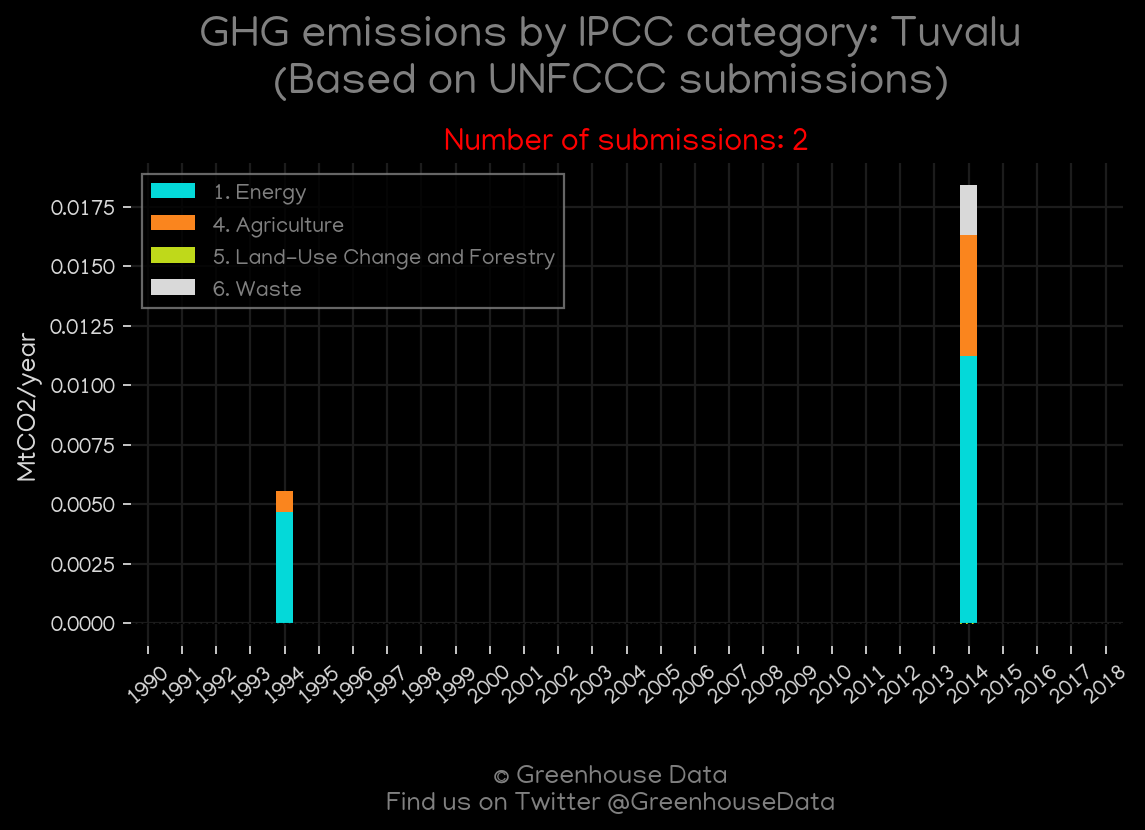 GHG emissions by IPCC category: Tuvalu
(Based on UNFCCC submissions)
Number of submissions: 2
1. Energy
4. Agriculture
5. Land-Use Change and Forestry
6. Waste
MtCO2/year
0.0175
0.0150
0.0125
0.0100
0.0075
0.0050
0.0025
0.0000
1990 1991 1992 1993 1994 1995 1996 1997 1998 1999 2000 2001 2002 2003 2004 2005 2006 2007 2008 2009 2010 2011 2012 2013 2014 2015 2016 2017 2018
© Greenhouse Data
Find us on Twitter @GreenhouseData